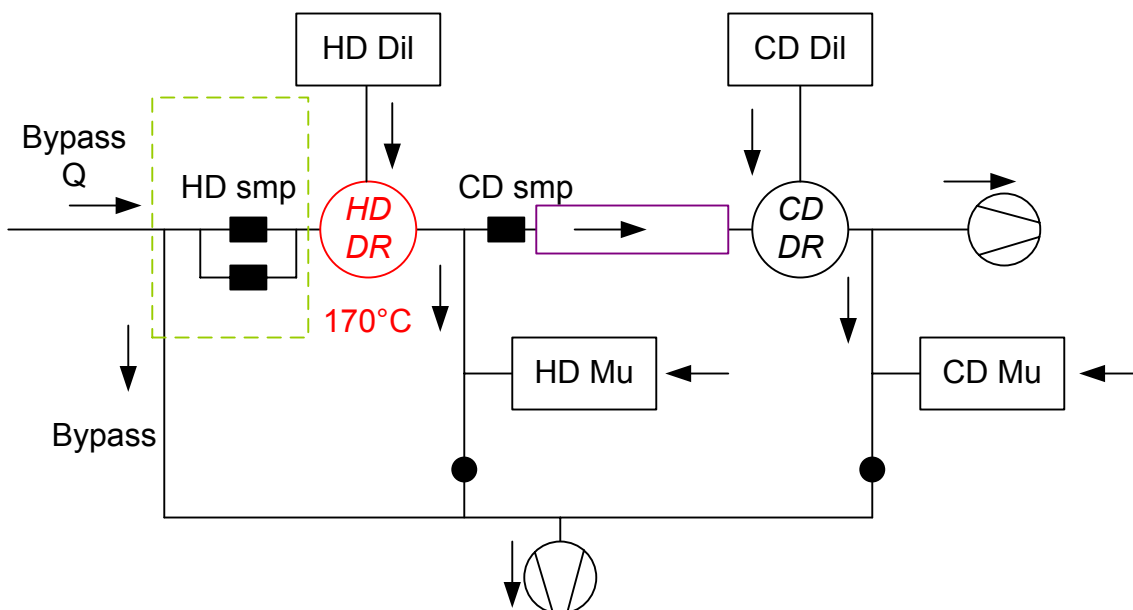 HD Dil
CD Dil
Bypass
Q
HD smp
CD smp
HD
DR
CD
DR
170°C
HD Mu
CD Mu
Bypass